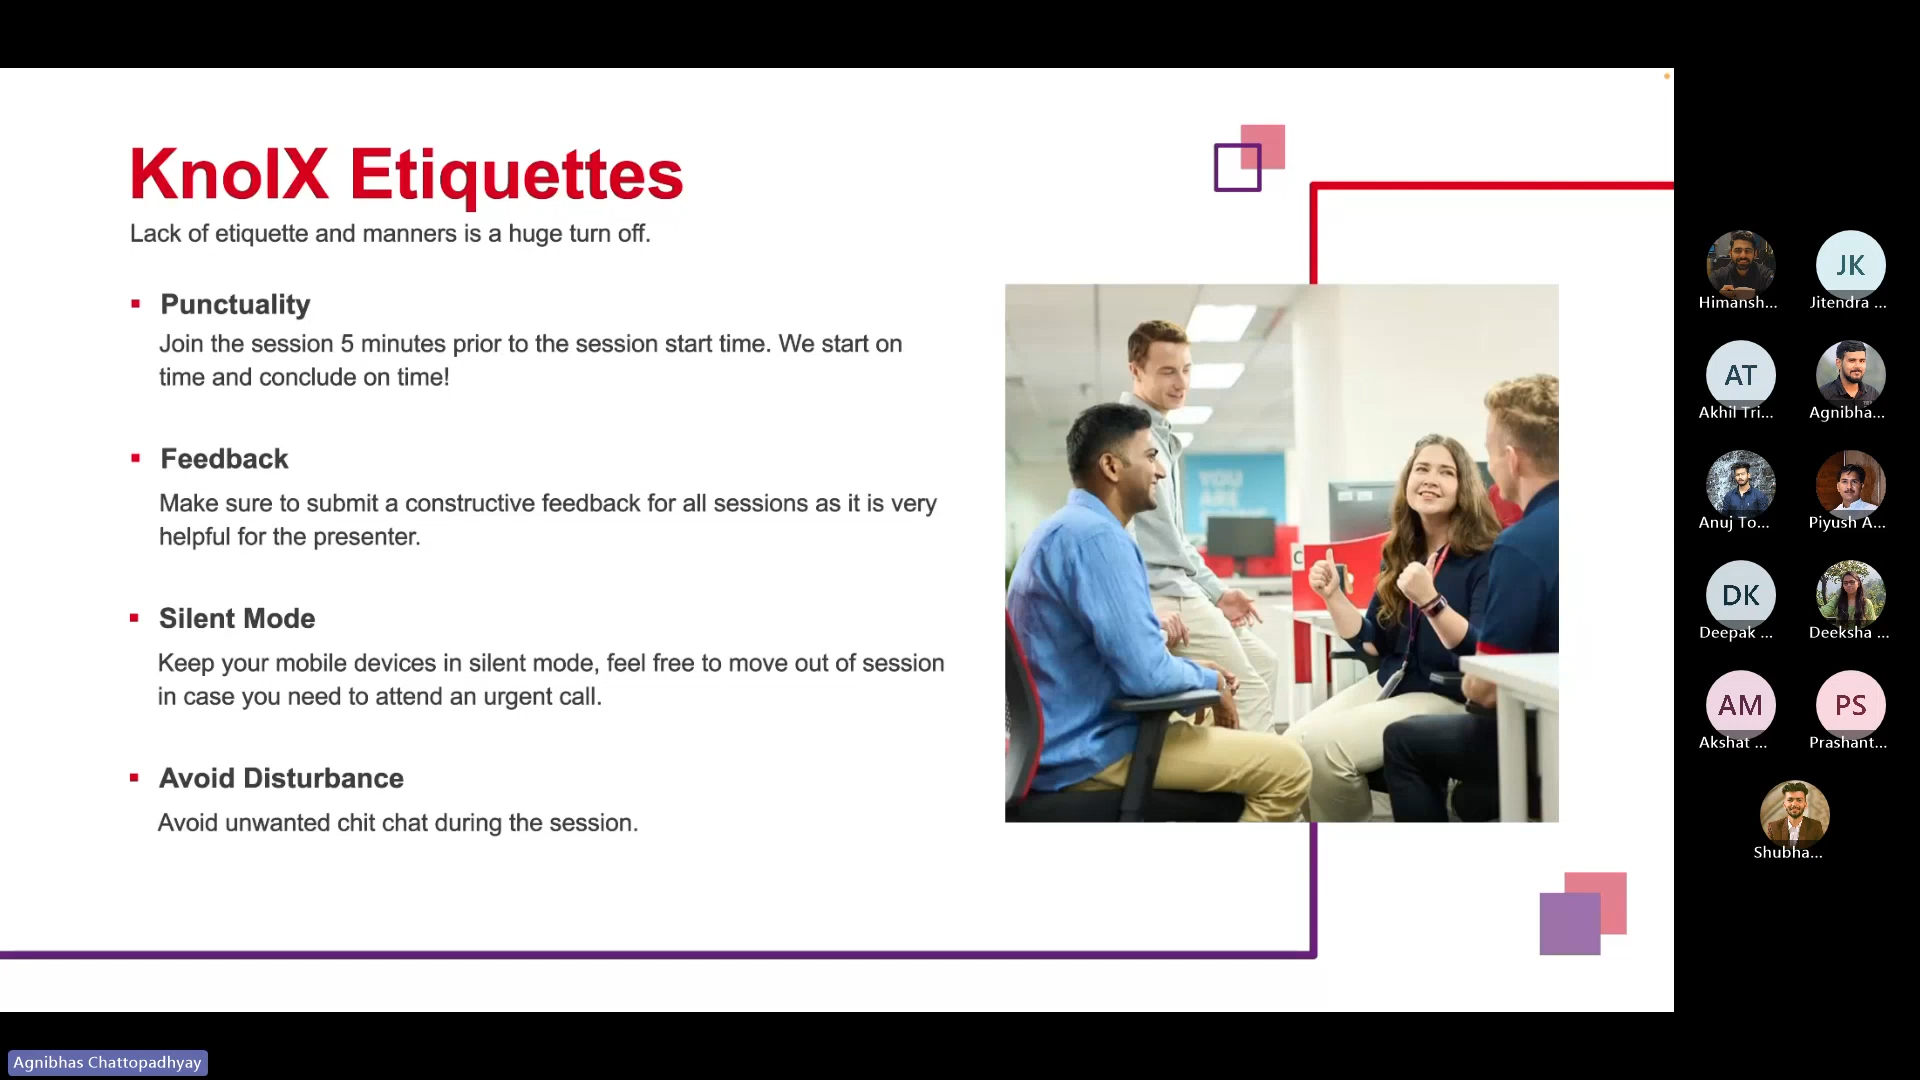 KnolX Etiquettes
Lack of etiquette and manners is a huge turn off.
Punctuality
Join the session 5 minutes prior to the session start time. We start on
time and conclude on time!
Feedback
Make sure to submit a constructive feedback for all sessions as it is very
helpful for the presenter.
Silent Mode
Keep your mobile devices in silent mode, feel free to move out of session
in case you need to attend an urgent call.
Avoid Disturbance
Avoid unwanted chit chat during the session.
YOU
ARE
C
Himansh...
JK
Jitendra ...
AT
Akhil Tri...
Agnibha...
Anuj To...
Piyush A...
DK
Deepak ...
Deeksha ...
AM
Akshat ...
PS
Prashant...
Shubha...
Agnibhas Chattopadhyay